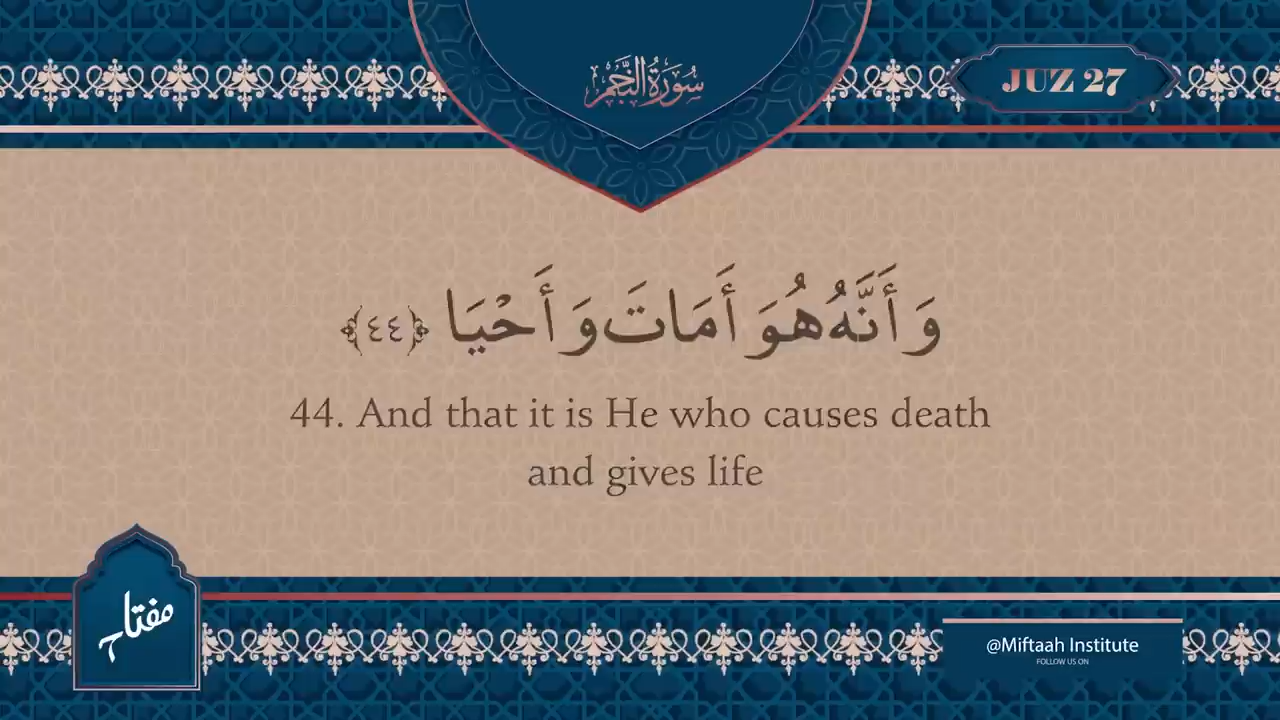 سُورَةُ النَّجْمِ
JUZ 27
وَأَنَّهُ هُوَ أَمَاتَ وَأَحْيَا ﴿٤٤﴾
44. And that it is He who causes death
and gives life
مفتاح
@Miftaah Institute
FOLLOW US ON